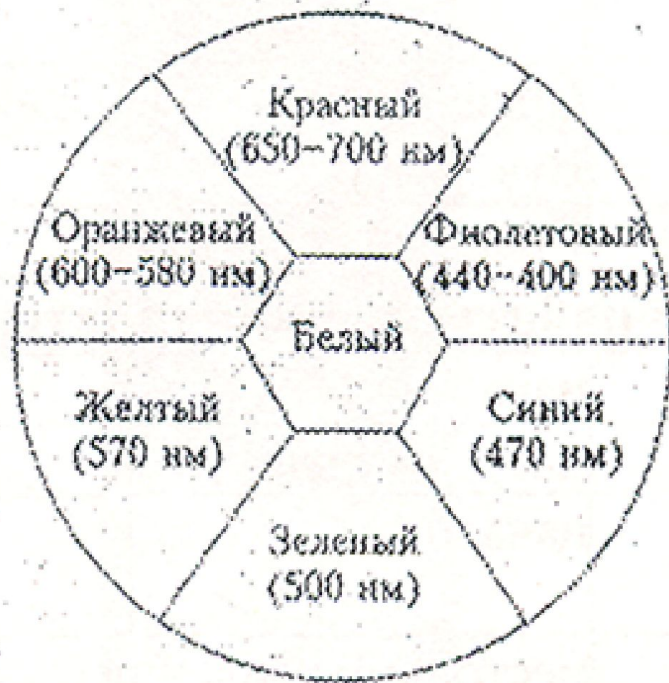 Красный
(650-700 нм)
Оранжевый
(600-580 нм)
Фиолетовый
(440-400 нм)
Белый
Желтый
(570 нм)
Синий
(470 нм)
Зеленый
(500 нм)